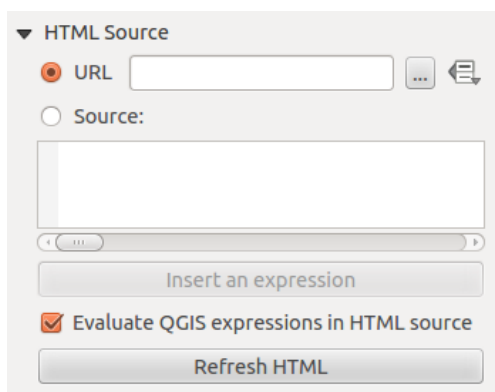 HTML Source
URL
...
Source:
Insert an expression
Evaluate QGIS expressions in HTML source
Refresh HTML